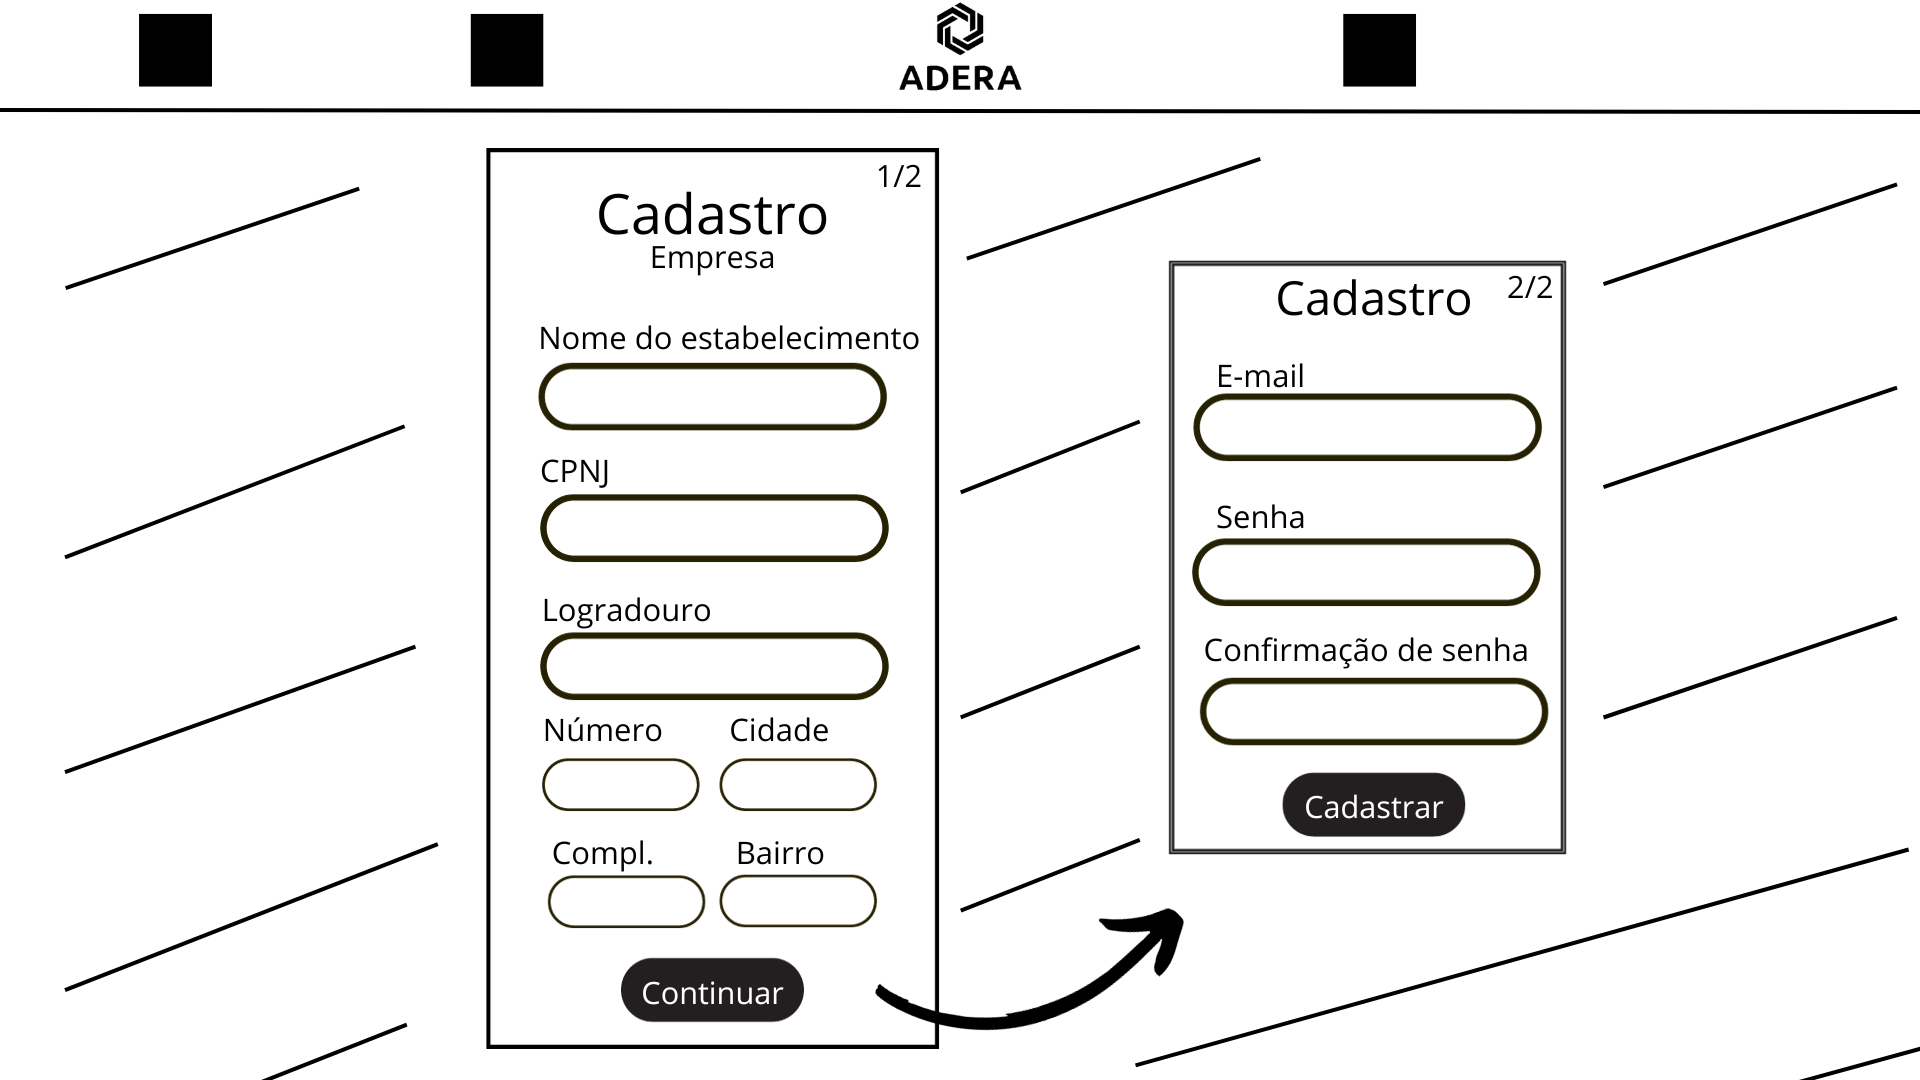 ADERA
1/2
Cadastro
Empresa
Nome do estabelecimento
CPNJ
Logradouro
Número Cidade
Compl. Bairro
Continuar
2/2
Cadastro
E-mail
Senha
Confirmação de senha
Cadastrar